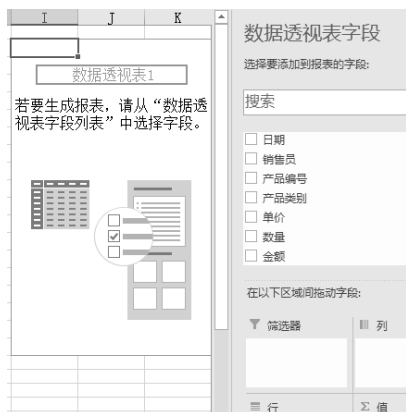 I J K
数据透视表1
若要生成报表，请从“数据透
视表字段列表”中选择字段。
数据透视表字段
选择要添加到报表的字段:
搜索
日期
销售员
产品编号
产品类别
单价
数量
金额
在以下区域间拖动字段:
筛选器
列
行
Σ 值